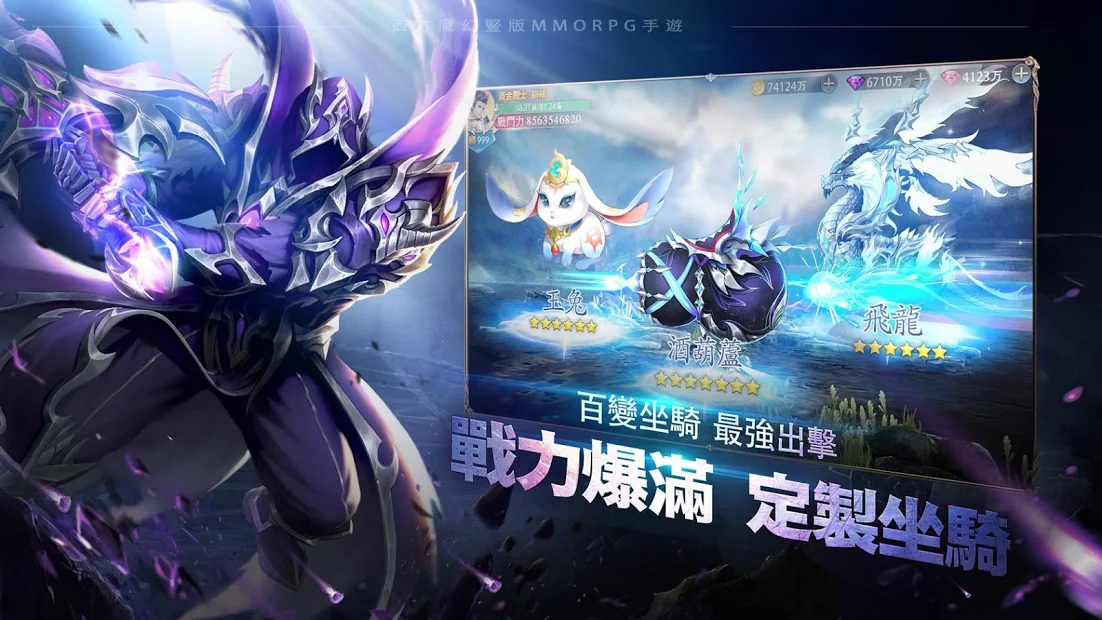 西方魔幻豎版MMORPG手遊
74124万
6710万
4123万
戰鬥力 8563546820
999
玉兔
酒葫蘆
飛龍
百變坐騎 最強出擊
戰力爆滿 定製坐騎